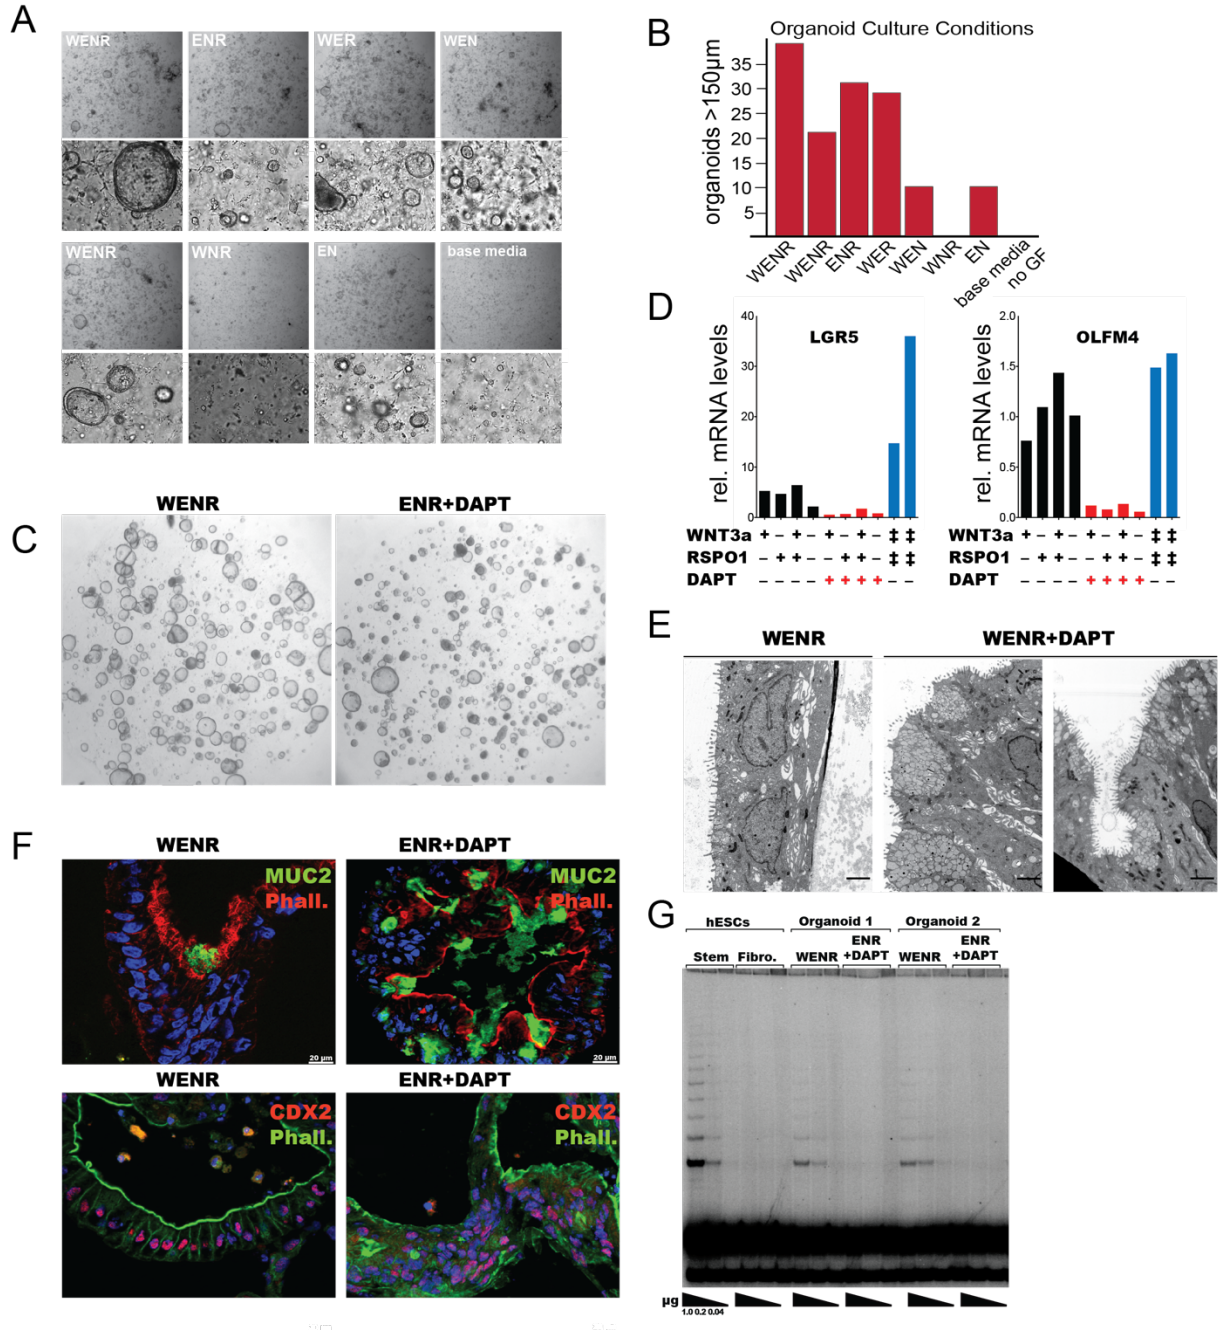 A
WENR ENR WER WEN
WENR WNR EN base media
B
Organoid Culture Conditions
organoids >150µm
35
30
25
20
15
10
5
WENR WENR ENR WER WEN WNR EN base media no GF
C
WENR ENR+DAPT
D
rel. mRNA levels
40
30
20
10
0
LGR5
WNT3a + – + – + – + – ‡ ‡
RSPO1 – + + – – + + – ‡ ‡
DAPT – – – – + + + + – –
rel. mRNA levels
2.0
1.5
1.0
0.5
0.0
OLFM4
WNT3a + – + – + – + – ‡ ‡
RSPO1 – + + – – + + – ‡ ‡
DAPT – – – – + + + + – –
E
WENR WENR+DAPT
F
WENR ENR+DAPT
MUC2
Phall.
20 µm
MUC2
Phall.
20 µm
WENR ENR+DAPT
CDX2
Phall.
CDX2
Phall.
G
hESCs Organoid 1 Organoid 2
Stem Fibro. WENR ENR +DAPT WENR ENR +DAPT
µg
1.0 0.2 0.04